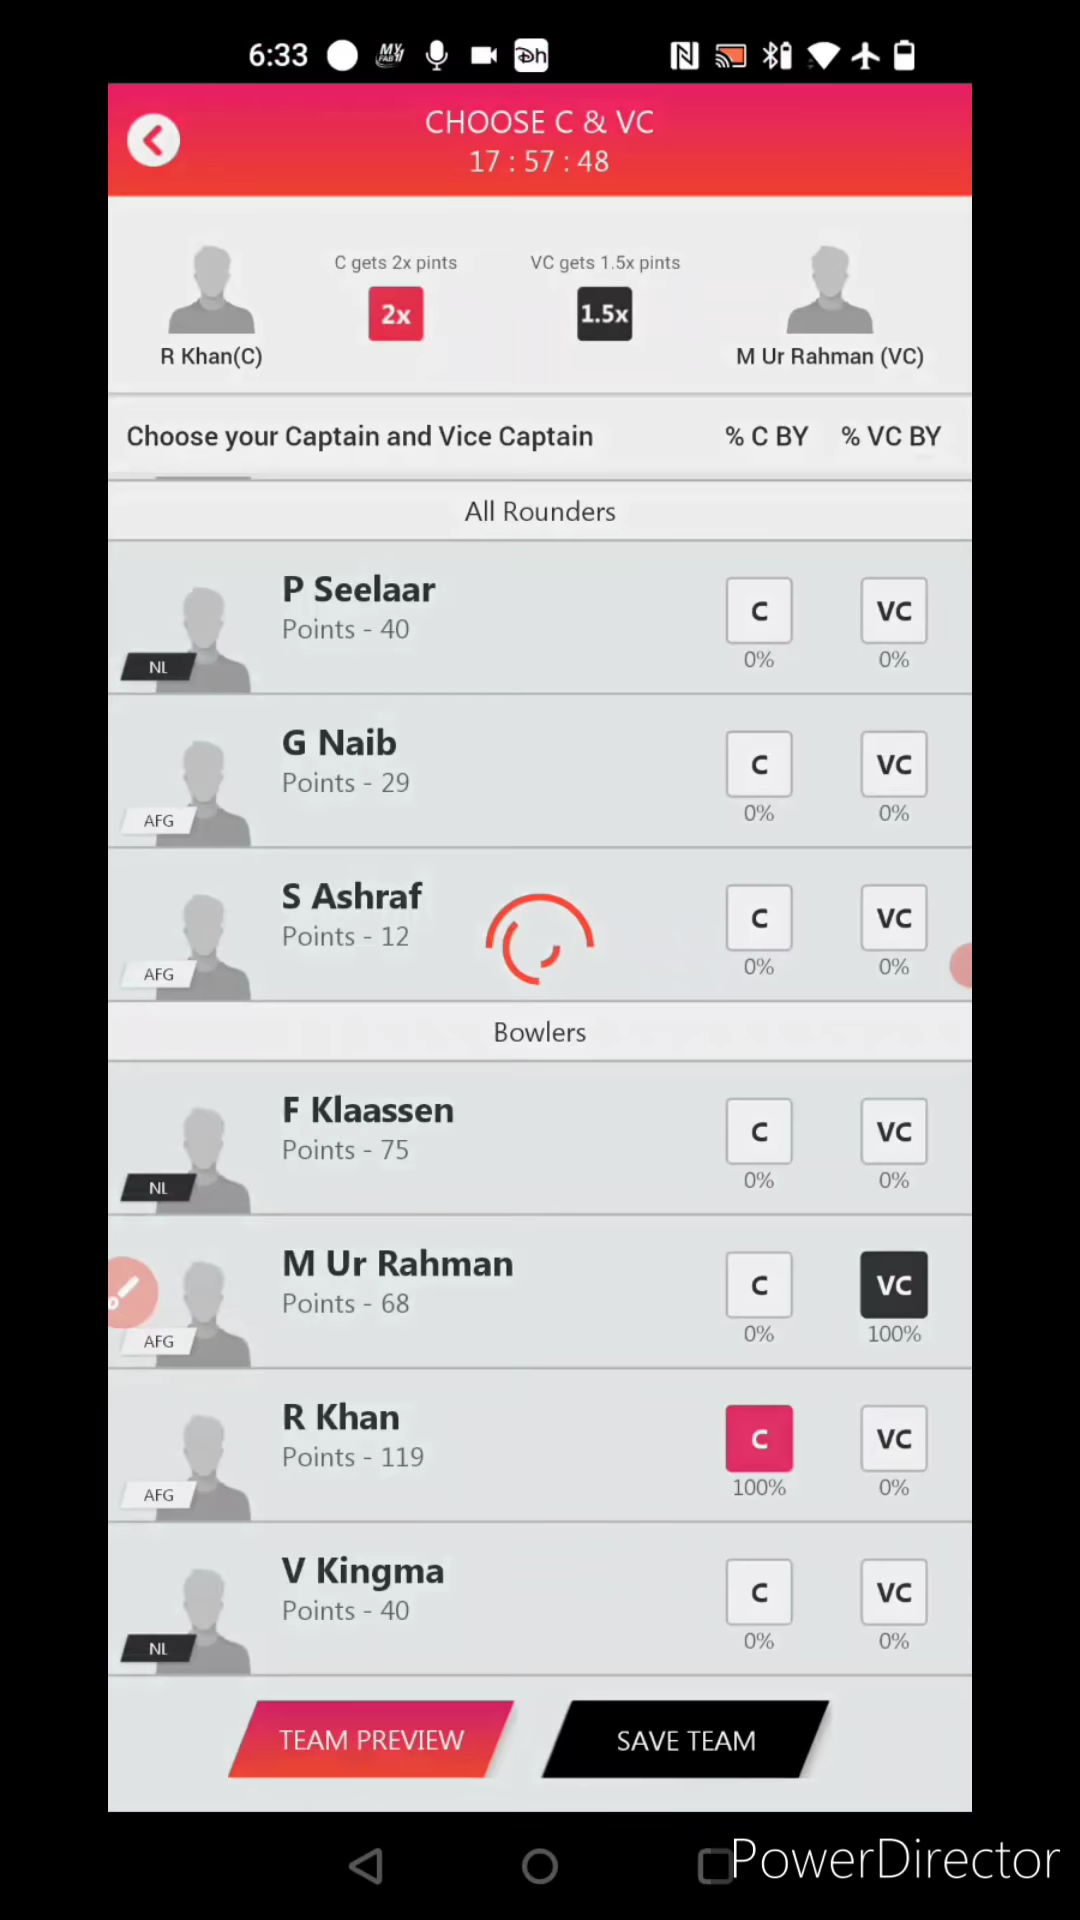 6:33
MY FAB11
Dh
CHOOSE C & VC
17 : 57 : 48
C gets 2x pints
VC gets 1.5x pints
2x
1.5x
R Khan(C)
M Ur Rahman (VC)
Choose your Captain and Vice Captain
% C BY
% VC BY
All Rounders
P Seelaar
Points - 40
NL
C
VC
0%
0%
G Naib
Points - 29
AFG
C
VC
0%
0%
S Ashraf
Points - 12
AFG
C
VC
0%
0%
Bowlers
F Klaassen
Points - 75
NL
C
VC
0%
0%
M Ur Rahman
Points - 68
AFG
C
VC
0%
100%
R Khan
Points - 119
AFG
C
VC
100%
0%
V Kingma
Points - 40
NL
C
VC
0%
0%
TEAM PREVIEW
SAVE TEAM
PowerDirector